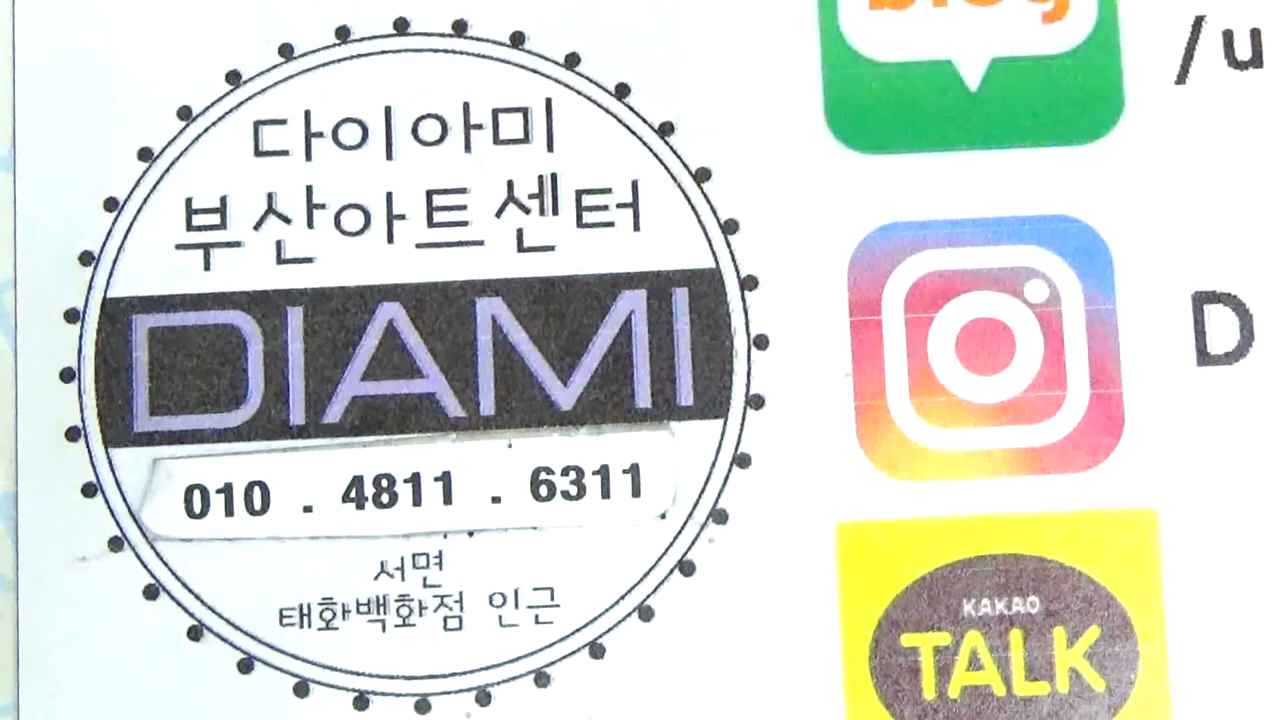 다이아미
부산아트센터
DIAMI
010 . 4811 . 6311
서면
태화백화점 인근
blog
/u
D
KAKAO
TALK